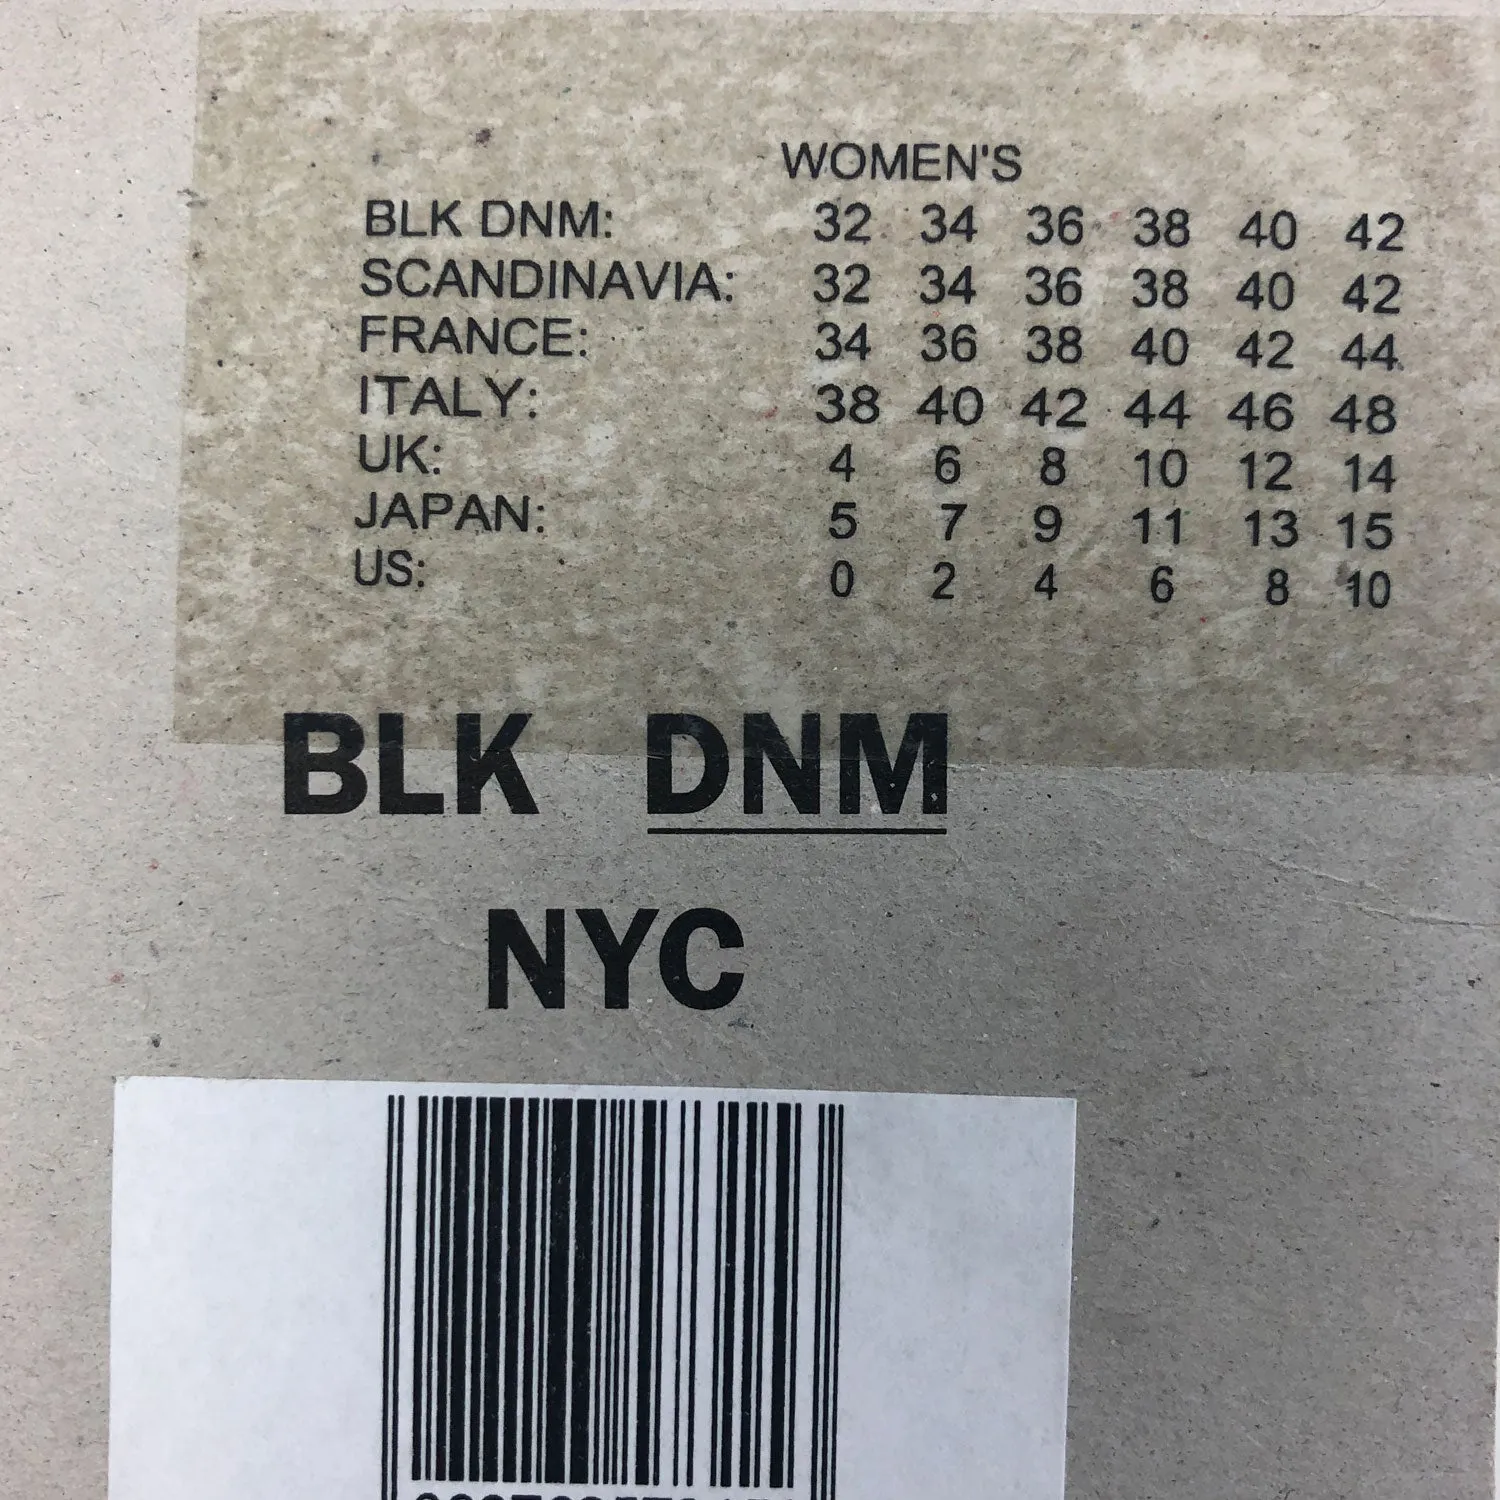 WOMEN'S
BLK DNM: 32 34 36 38 40 42
SCANDINAVIA: 32 34 36 38 40 42
FRANCE: 34 36 38 40 42 44
ITALY: 38 40 42 44 46 48
UK: 4 6 8 10 12 14
JAPAN: 5 7 9 11 13 15
US: 0 2 4 6 8 10
BLK DNM
NYC